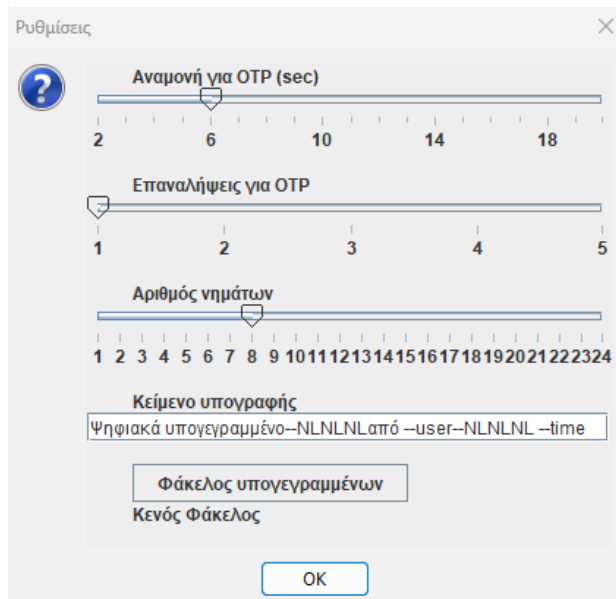 Ρυθμίσεις
Αναμονή για OTP (sec)
2 6 10 14 18
Επαναλήψεις για OTP
1 2 3 4 5
Αριθμός νημάτων
1 2 3 4 5 6 7 8 9 10 11 12 13 14 15 16 17 18 19 20 21 22 23 24
Κείμενο υπογραφής
Ψηφιακά υπογεγραμμένο--NLNLNLαπό --user--NLNLNL --time
Φάκελος υπογεγραμμένων
Κενός Φάκελος
OK